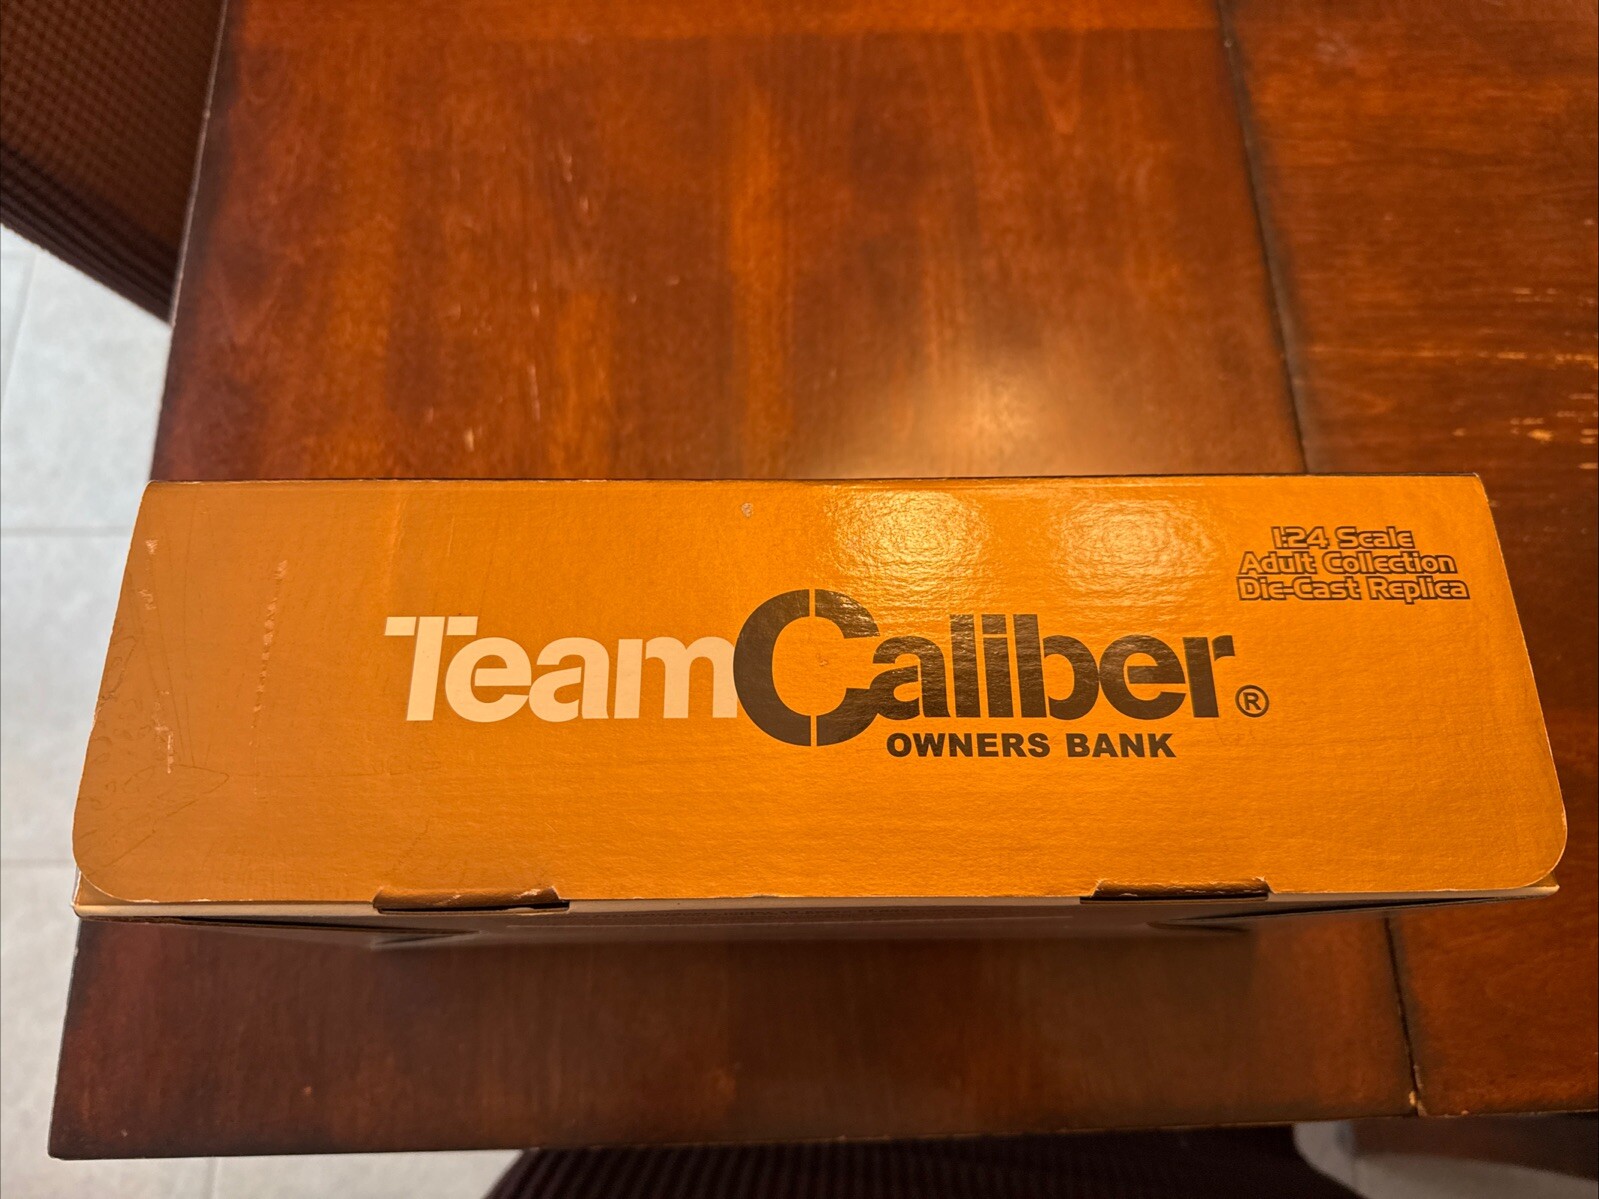 1:24 Scale
Adult Collection
Die-Cast Replica
TeamCaliber®
OWNERS BANK